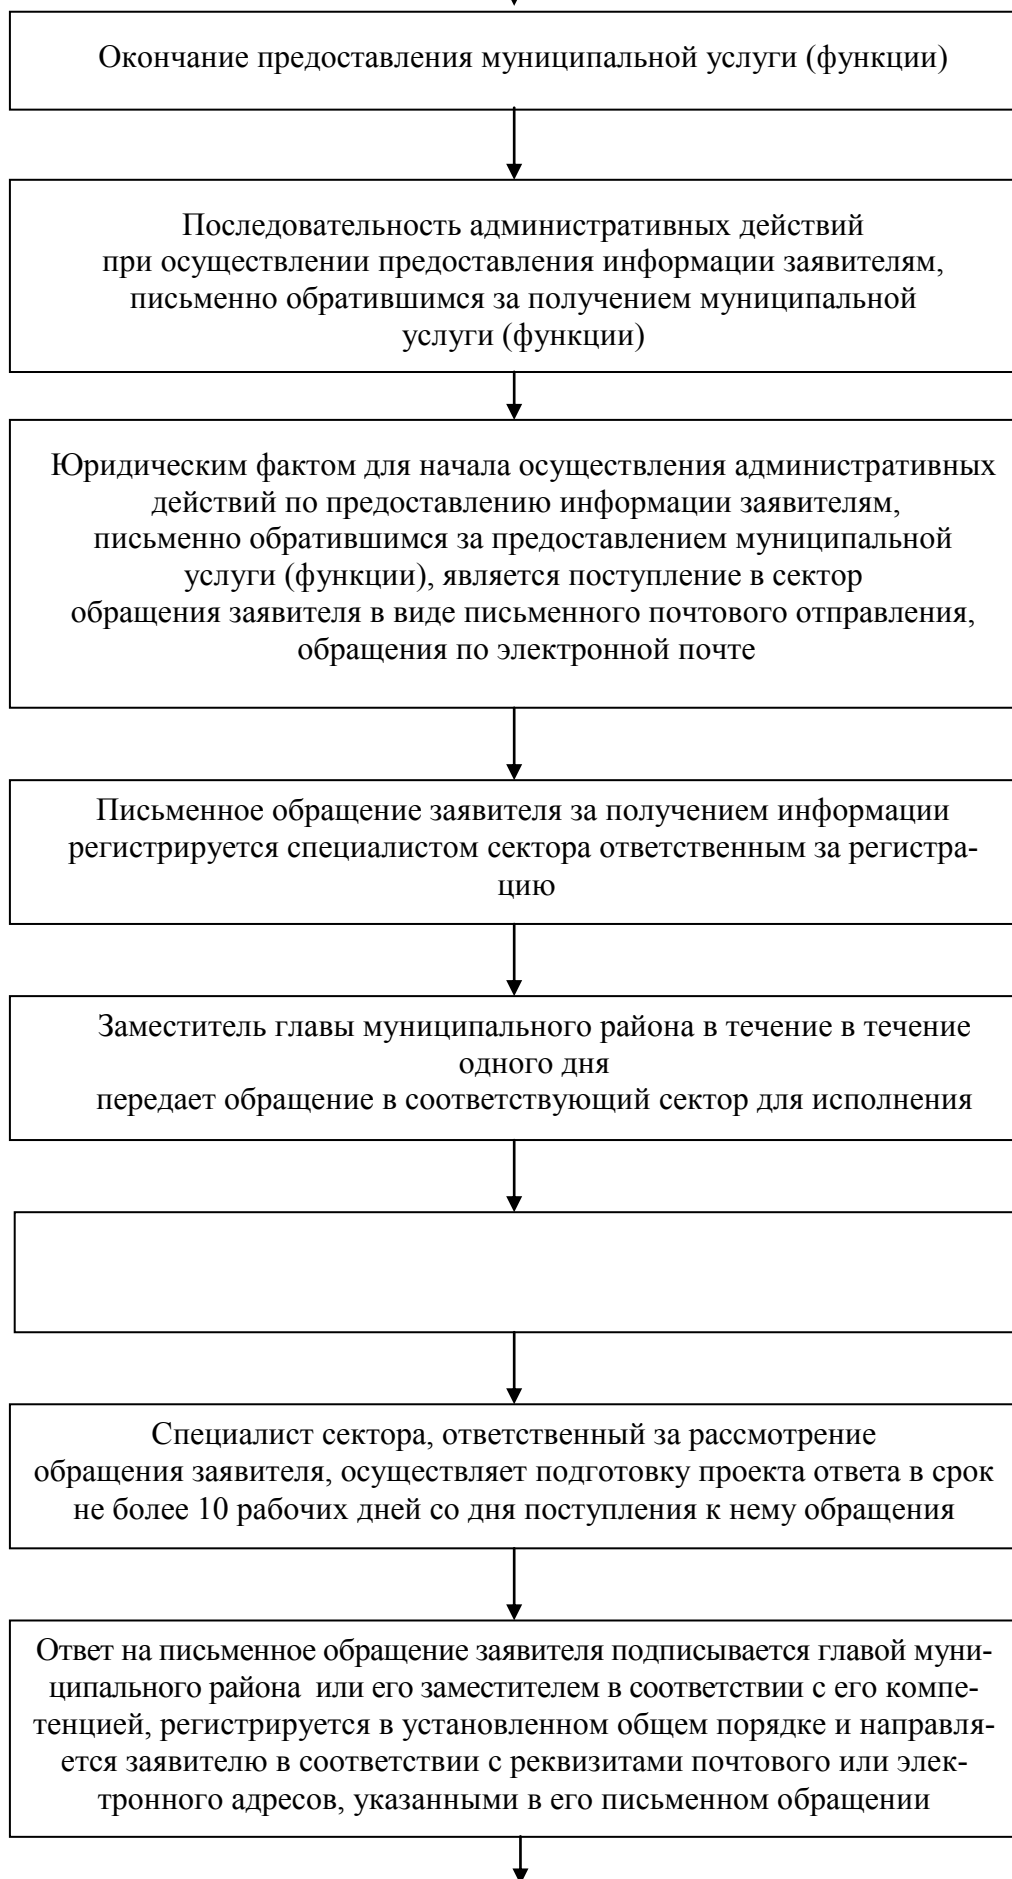 Окончание предоставления муниципальной услуги (функции)
Последовательность административных действий
при осуществлении предоставления информации заявителям,
письменно обратившимся за получением муниципальной
услуги (функции)
Юридическим фактом для начала осуществления административных
действий по предоставлению информации заявителям,
письменно обратившимся за предоставлением муниципальной
услуги (функции), является поступление в сектор
обращения заявителя в виде письменного почтового отправления,
обращения по электронной почте
Письменное обращение заявителя за получением информации
регистрируется специалистом сектора ответственным за регистра-
цию
Заместитель главы муниципального района в течение в течение
одного дня
передает обращение в соответствующий сектор для исполнения
Специалист сектора, ответственный за рассмотрение
обращения заявителя, осуществляет подготовку проекта ответа в срок
не более 10 рабочих дней со дня поступления к нему обращения
Ответ на письменное обращение заявителя подписывается главой муни-
ципального района или его заместителем в соответствии с его компе-
тенцией, регистрируется в установленном общем порядке и направля-
ется заявителю в соответствии с реквизитами почтового или элек-
тронного адресов, указанными в его письменном обращении